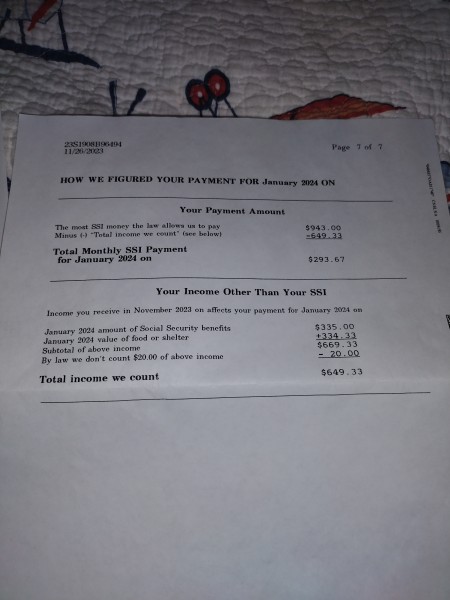 23S1908B96494
11/26/2023
Page 7 of 7
HOW WE FIGURED YOUR PAYMENT FOR January 2024 ON
Your Payment Amount
The most SSI money the law allows us to pay $943.00
Minus (-) "Total income we count" (see below) -649.33
Total Monthly SSI Payment
for January 2024 on $293.67
Your Income Other Than Your SSI
Income you receive in November 2023 on affects your payment for January 2024 on
January 2024 amount of Social Security benefits $335.00
January 2024 value of food or shelter +334.33
Subtotal of above income $669.33
By law we don't count $20.00 of above income - 20.00
Total income we count $649.33